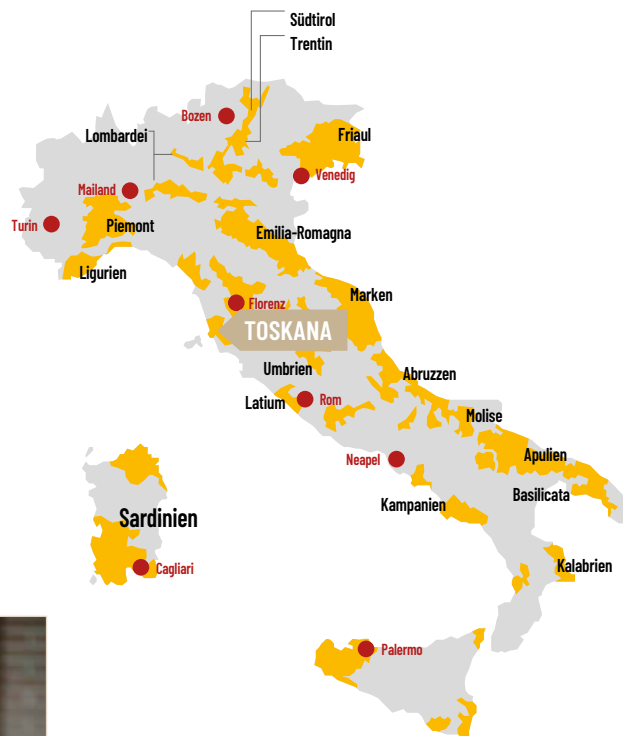 Südtirol
Trentin
Bozen
Lombardei
Friaul
Venedig
Mailand
Turin
Piemont
Emilia-Romagna
Ligurien
Marken
Florenz
TOSKANA
Umbrien
Abruzzen
Latium
Rom
Molise
Neapel
Apulien
Basilicata
Kampanien
Sardinien
Kalabrien
Cagliari
Palermo